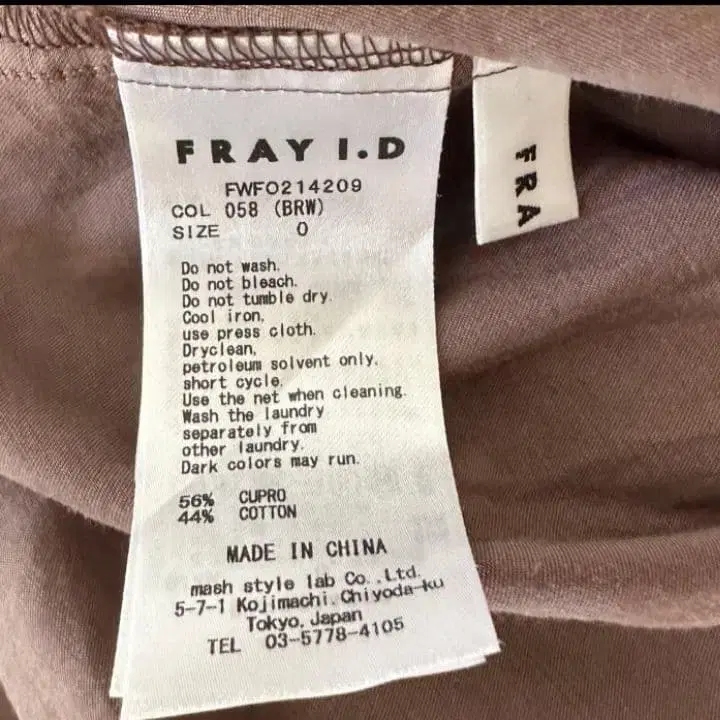 FRAY I.D
FWFO214209
COL 058 (BRW)
SIZE 0
Do not wash.
Do not bleach.
Do not tumble dry.
Cool iron,
use press cloth.
Dryclean,
petroleum solvent only,
short cycle.
Use the net when cleaning.
Wash the laundry
separately from
other laundry.
Dark colors may run.
56% CUPRO
44% COTTON
MADE IN CHINA
mash style lab Co.,Ltd.
5-7-1 Kojimachi,Chiyoda-ku
Tokyo,Japan
TEL 03-5778-4105
FRA